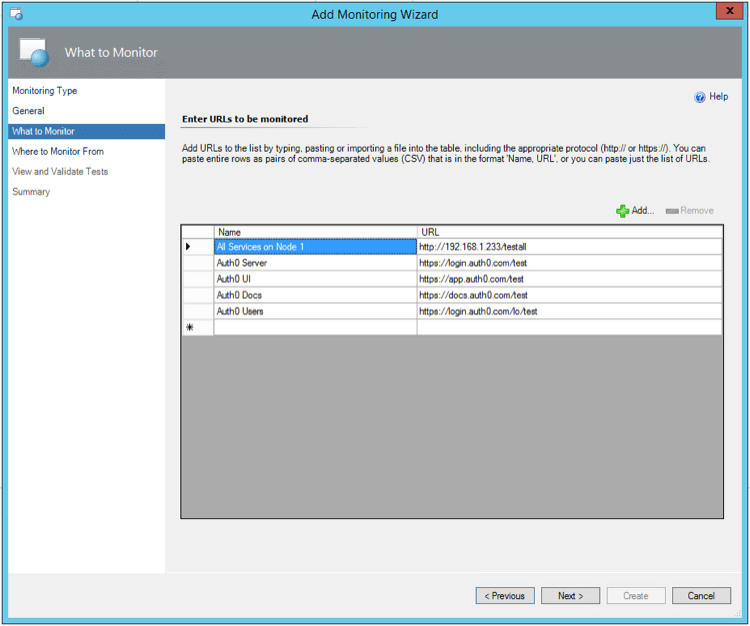 Add Monitoring Wizard
x
What to Monitor
Monitoring Type
General
What to Monitor
Where to Monitor From
View and Validate Tests
Summary
? Help
Enter URLs to be monitored
Add URLs to the list by typing, pasting or importing a file into the table, including the appropriate protocol (http:// or https://). You can
paste entire rows as pairs of comma-separated values (CSV) that is in the format 'Name, URL', or you can paste just the list of URLs.
Add... Remove
Name URL
All Services on Node 1 http://192.168.1.233/testall
Auth0 Server https://login.auth0.com/test
Auth0 UI https://app.auth0.com/test
Auth0 Docs https://docs.auth0.com/test
Auth0 Users https://login.auth0.com/lo/test
*
< Previous Next > Create Cancel